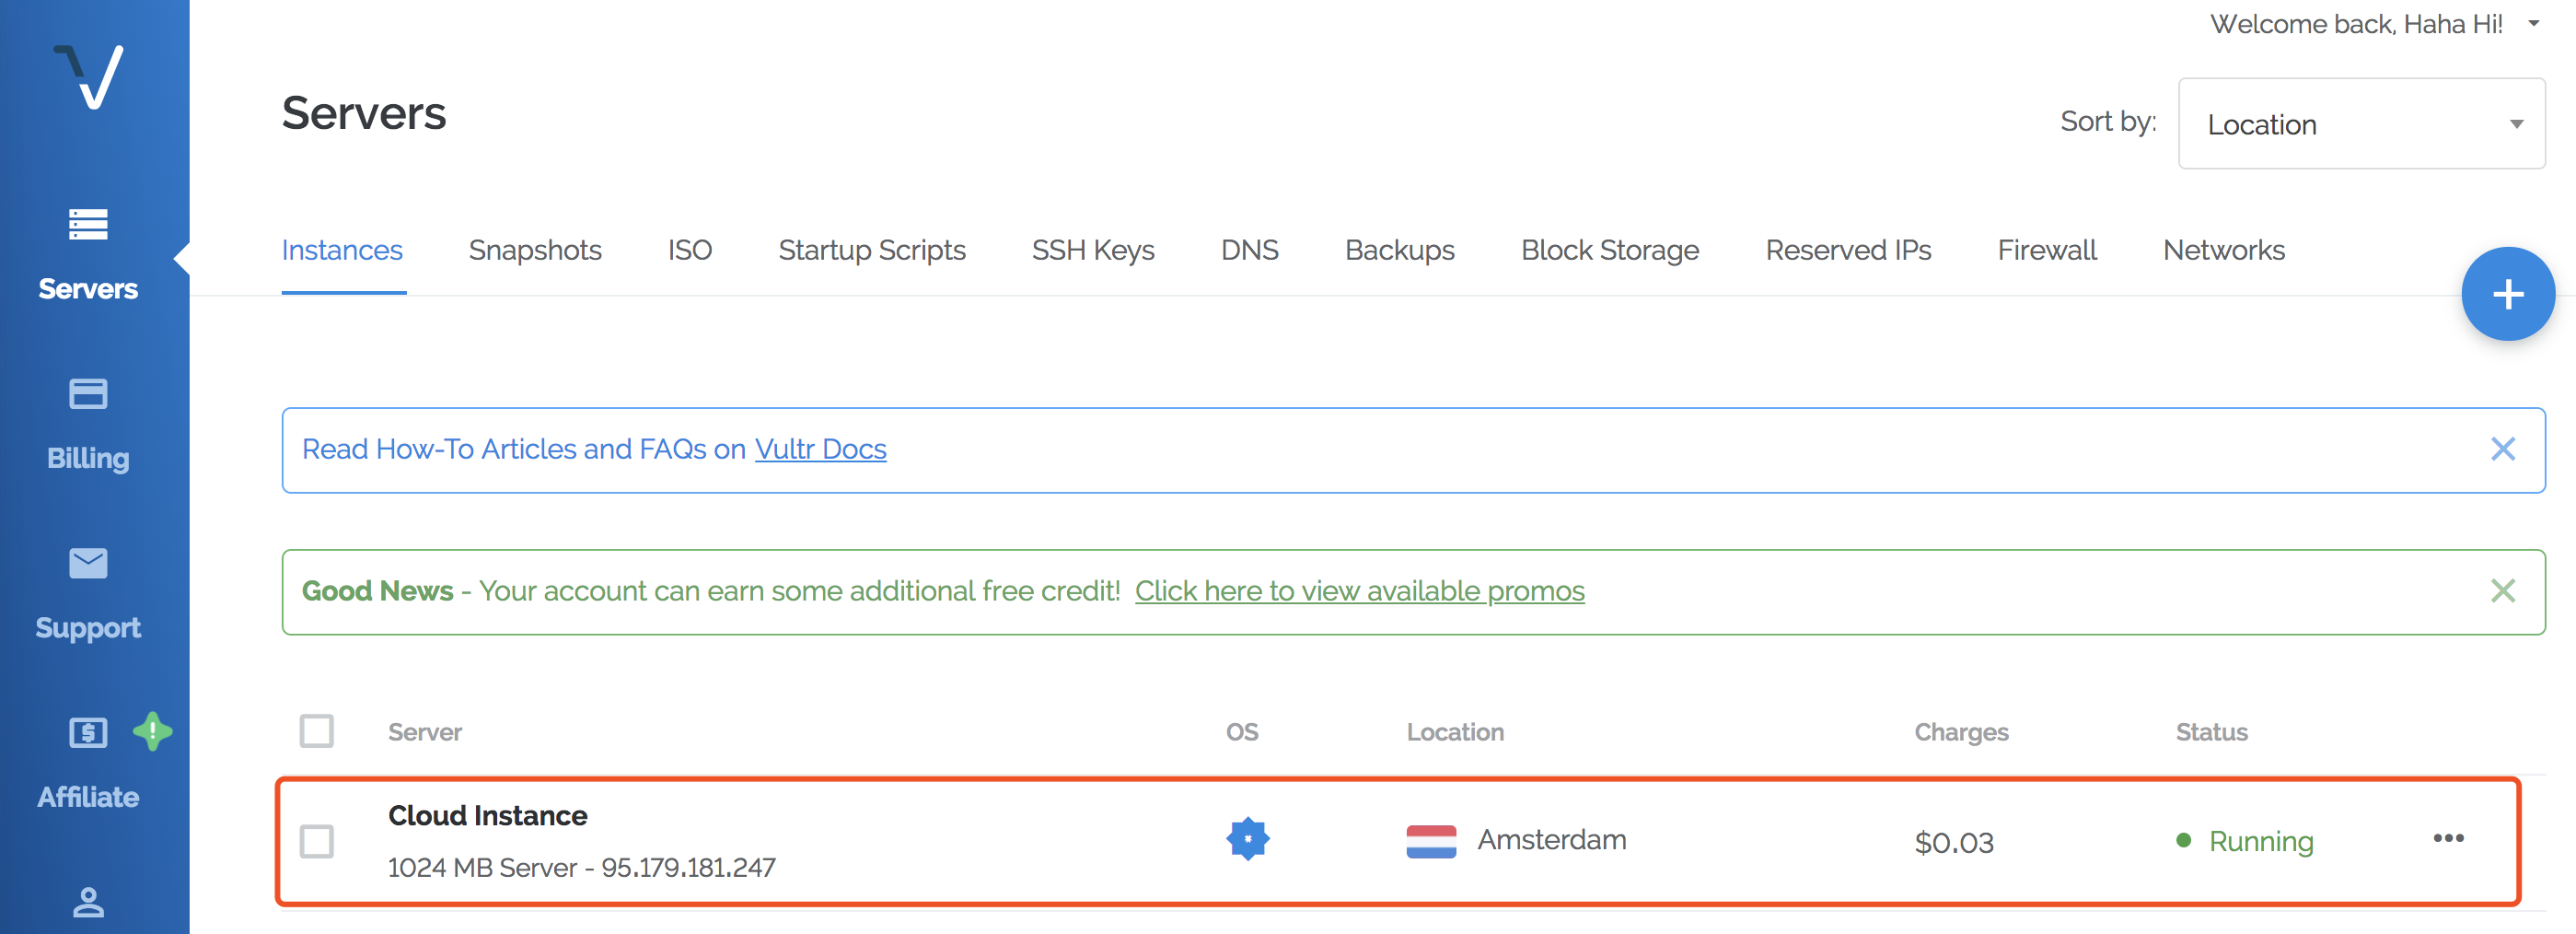 Welcome back, Haha Hi!
Servers
Sort by:
Location
Instances Snapshots ISO Startup Scripts SSH Keys DNS Backups Block Storage Reserved IPs Firewall Networks
Servers
Billing
Support
Affiliate
Read How-To Articles and FAQs on Vultr Docs
Good News - Your account can earn some additional free credit! Click here to view available promos
Server OS Location Charges Status
Cloud Instance
1024 MB Server - 95.179.181.247
Amsterdam
$0.03
Running